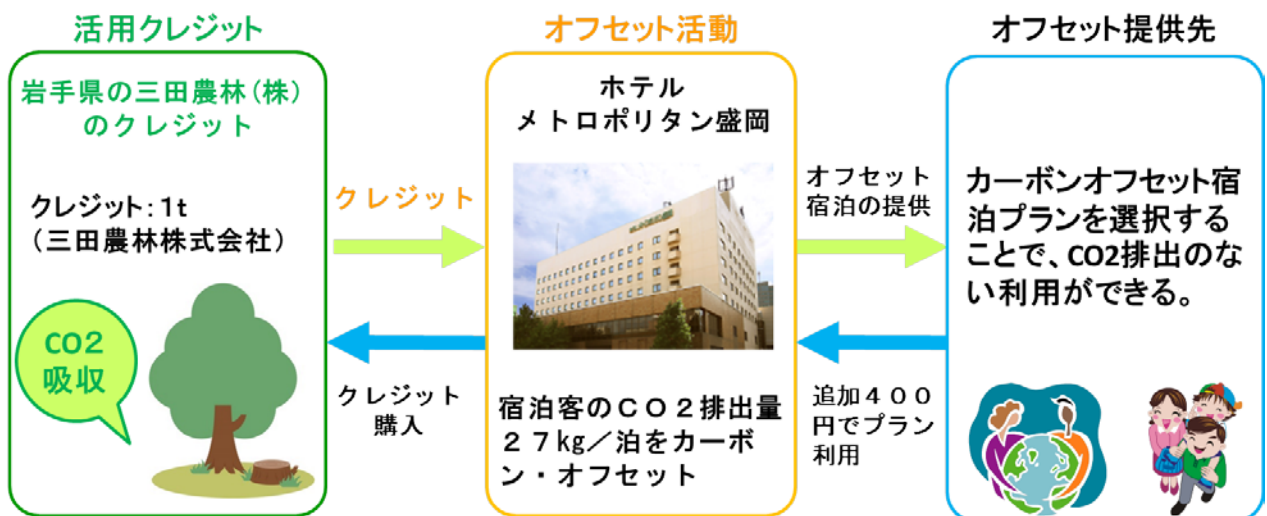 活用クレジット
岩手県の三田農林(株)
のクレジット
クレジット：1t
(三田農林株式会社)
CO2
吸収
クレジット
クレジット
購入
オフセット活動
ホテル
メトロポリタン盛岡
宿泊客のＣＯ２排出量
２７kg／泊をカーボ
ン・オフセット
オフセット
宿泊の提供
追加４００
円でプラン
利用
オフセット提供先
カーボンオフセット宿
泊プランを選択する
ことで、CO2排出のな
い利用ができる。